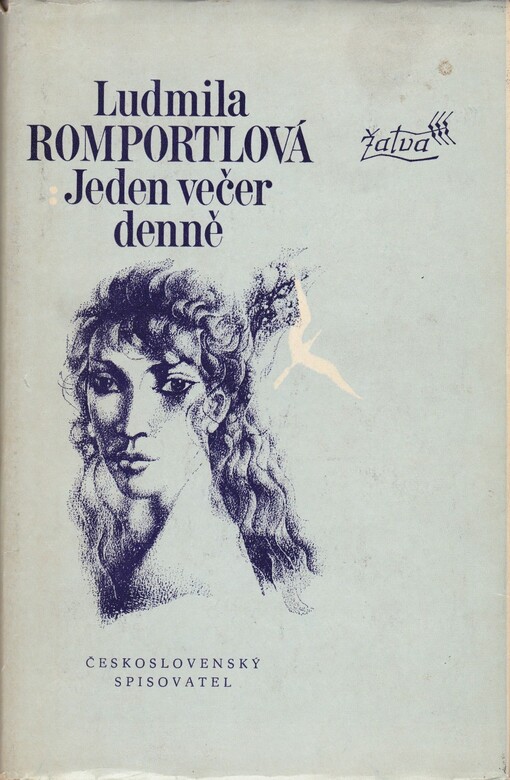 Ludmila
ROMPORTLOVÁ
Jeden večer
denně
Žatva
ČESKOSLOVENSKÝ
SPISOVATEL